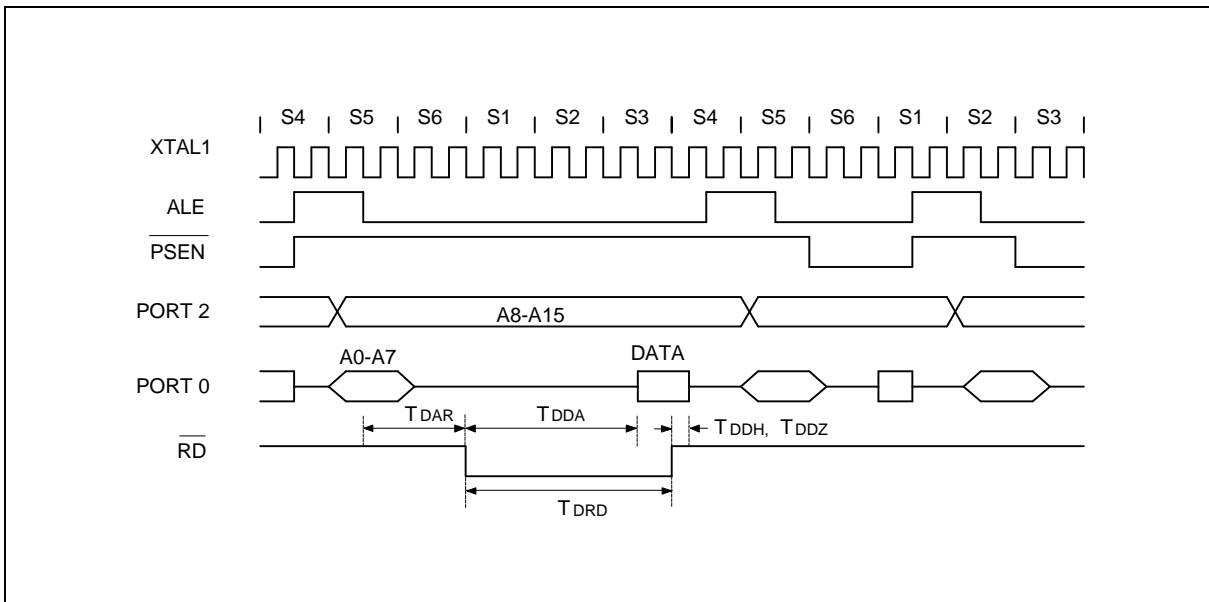 S4 S5 S6 S1 S2 S3 S4 S5 S6 S1 S2 S3
XTAL1
ALE
PSEN
PORT 2
A8-A15
A0-A7
DATA
PORT 0
TDAR
TDDA
TDDH, TDDZ
RD
TDRD